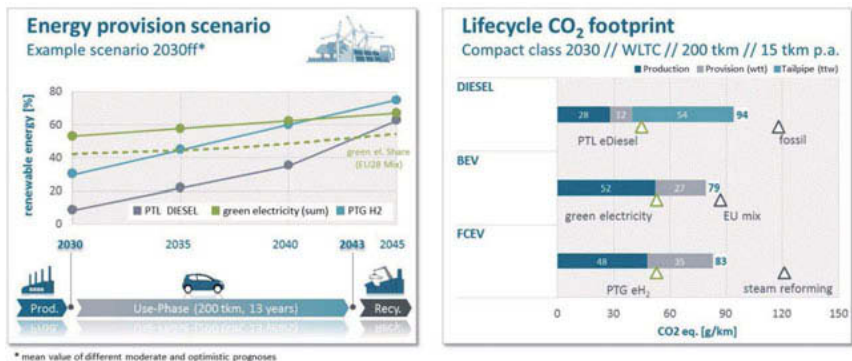 Energy provision scenario
Example scenario 2030ff*
renewable energy [%]
80
60
40
20
0
green el. Share
(EU28 Mix)
PTL DIESEL
green electricity (sum)
PTG H2
2030
2035
2040
2043
2045
Prod.
Use-Phase (200 tkm, 13 years)
Recy.
* mean value of different moderate and optimistic prognoses
Lifecycle CO2 footprint
Compact class 2030 // WLTC // 200 tkm // 15 tkm p.a.
Production
Provision (wtt)
Tailpipe (ttw)
DIESEL
28 12 54 94
PTL eDiesel
fossil
BEV
52 27 79
green electricity
EU mix
FCEV
48 35 83
PTG eH2
steam reforming
0 30 60 90 120 150
CO2 eq. [g/km]